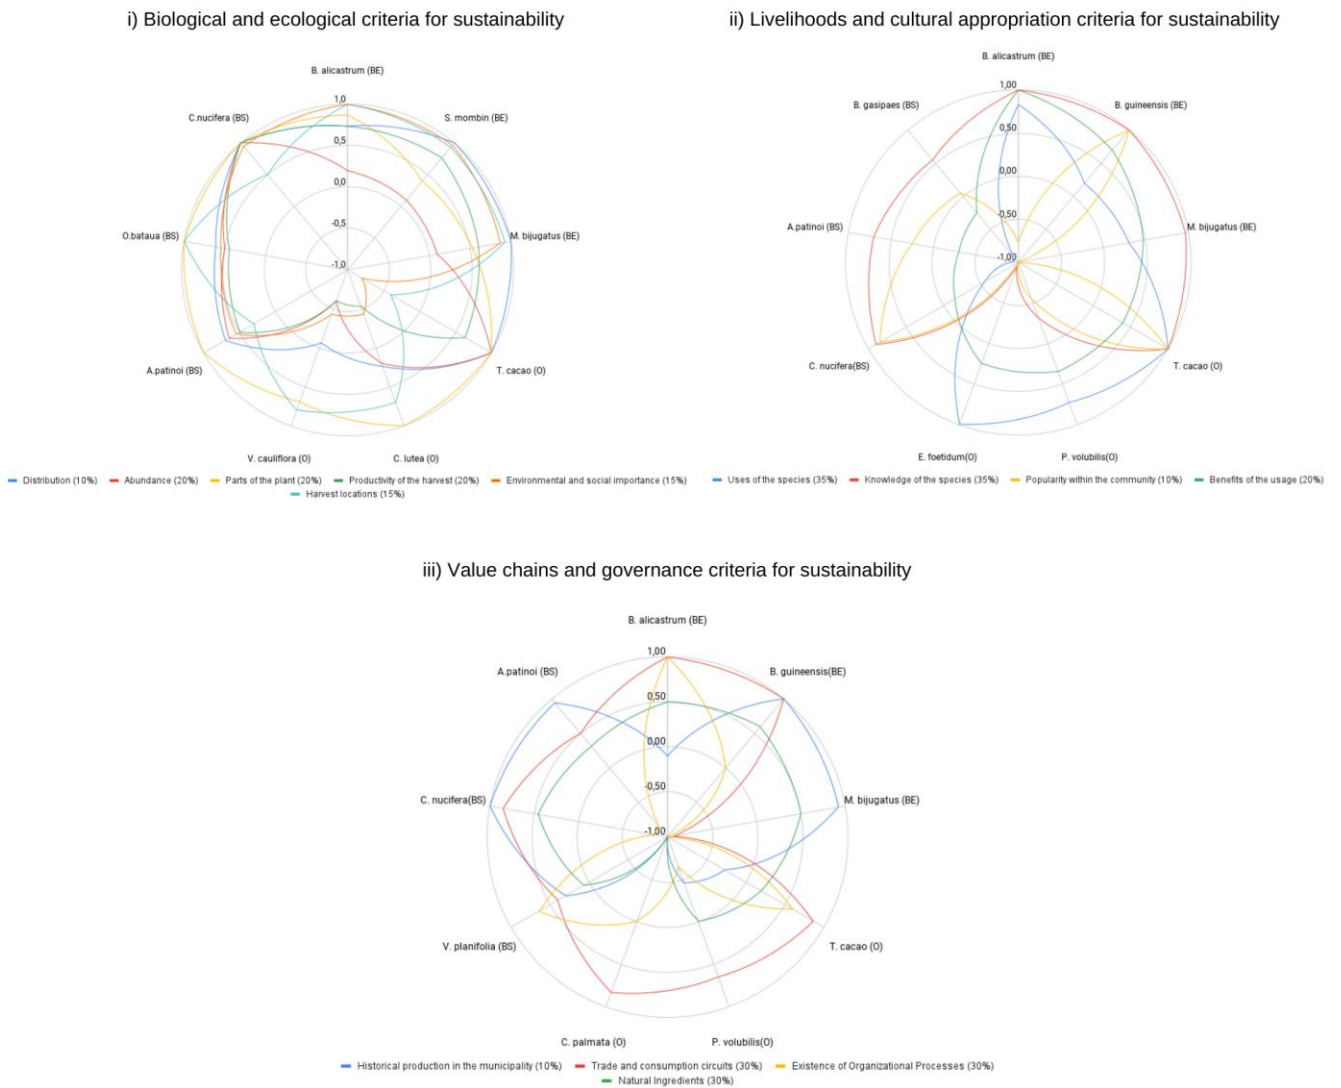 i) Biological and ecological criteria for sustainability
B. alicastrum (BE)
S. mombin (BE)
M. bijugatus (BE)
T. cacao (O)
C. lutea (O)
V. cauliflora (O)
A.patinoi (BS)
O.bataua (BS)
C.nucifera (BS)
1,0
0,5
0,0
-0,5
-1,0
Distribution (10%) Abundance (20%) Parts of the plant (20%) Productivity of the harvest (20%) Environmental and social importance (15%)
Harvest locations (15%)
ii) Livelihoods and cultural appropriation criteria for sustainability
B. alicastrum (BE)
B. guineensis (BE)
M. bijugatus (BE)
T. cacao (O)
P. volubilis(O)
E. foetidum(O)
C. nucifera(BS)
A.patinoi (BS)
B. gasipaes (BS)
1,00
0,50
0,00
-0,50
-1,00
Uses of the species (35%) Knowledge of the species (35%) Popularity within the community (10%) Benefits of the usage (20%)
iii) Value chains and governance criteria for sustainability
B. alicastrum (BE)
B. guineensis(BE)
M. bijugatus (BE)
T. cacao (O)
P. volubilis(O)
C. palmata (O)
V. planifolia (BS)
C. nucifera(BS)
A.patinoi (BS)
1,00
0,50
0,00
-0,50
-1,00
Historical production in the municipality (10%) Trade and consumption circuits (30%) Existence of Organizational Processes (30%)
Natural Ingredients (30%)